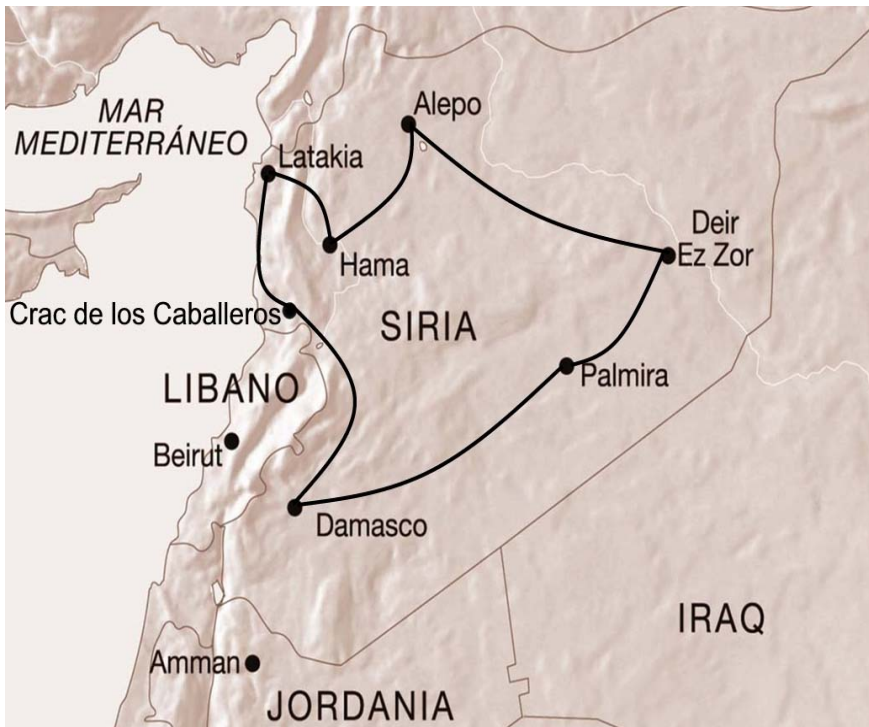 MAR
MEDITERRÁNEO
Alepo
Latakia
Deir
Ez Zor
Hama
Crac de los Caballeros
SIRIA
LIBANO
Palmira
Beirut
Damasco
IRAQ
Amman
JORDANIA